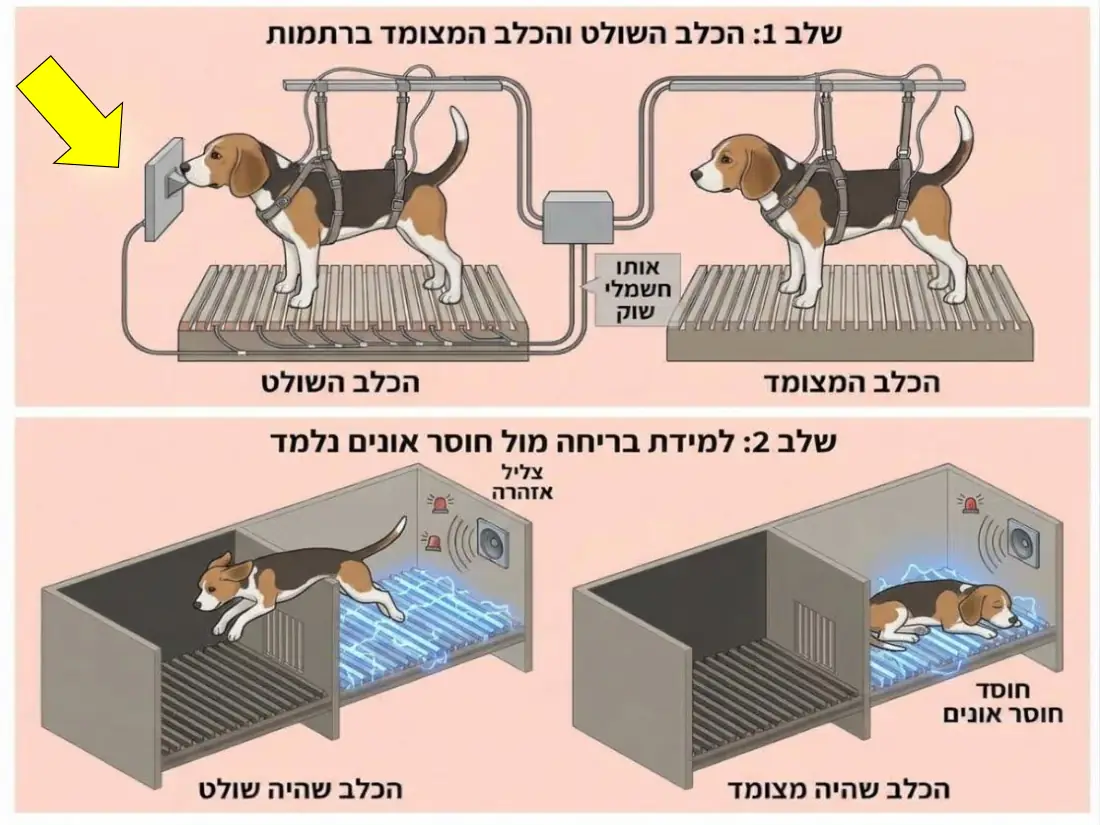 שלב 1: הכלב השולט והכלב המצומד ברתמות
אותו
חשמלי
שוק
הכלב השולט
הכלב המצומד
שלב 2: למידת בריחה מול חוסר אונים נלמד
צליל
אזהרה
חוסד
חוסר אונים
הכלב שהיה שולט
הכלב שהיה מצומד